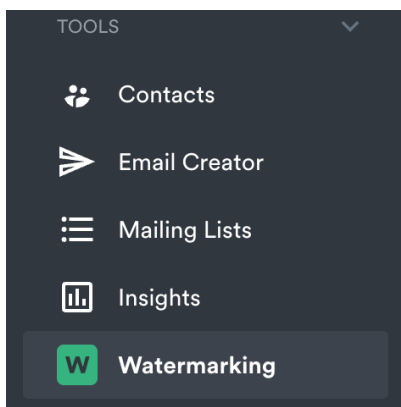 TOOLS
Contacts
Email Creator
Mailing Lists
Insights
W Watermarking